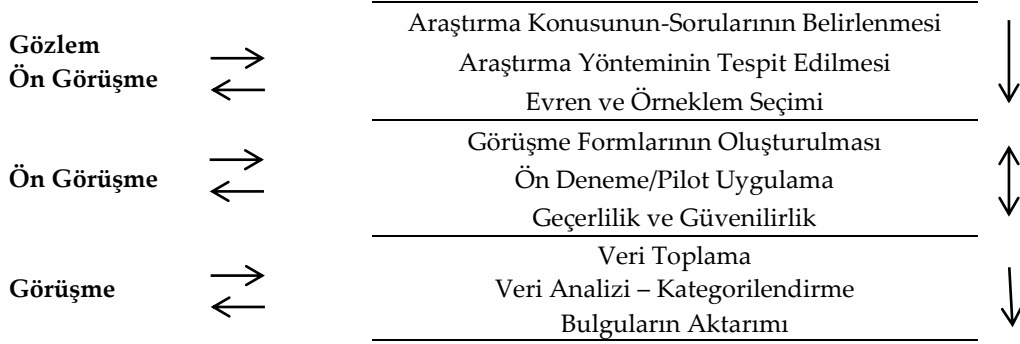 Gözlem
Ön Görüşme
Araştırma Konusunun-Sorularının Belirlenmesi
Araştırma Yönteminin Tespit Edilmesi
Evren ve Örneklem Seçimi
Ön Görüşme
Görüşme Formlarının Oluşturulması
Ön Deneme/Pilot Uygulama
Geçerlilik ve Güvenilirlik
Görüşme
Veri Toplama
Veri Analizi – Kategorilendirme
Bulguların Aktarımı